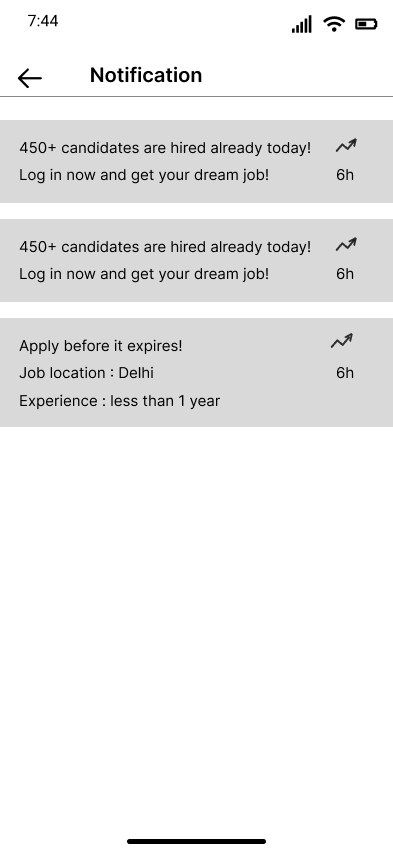 7:44
Notification
450+ candidates are hired already today!
Log in now and get your dream job!
6h
450+ candidates are hired already today!
Log in now and get your dream job!
6h
Apply before it expires!
Job location : Delhi
6h
Experience : less than 1 year